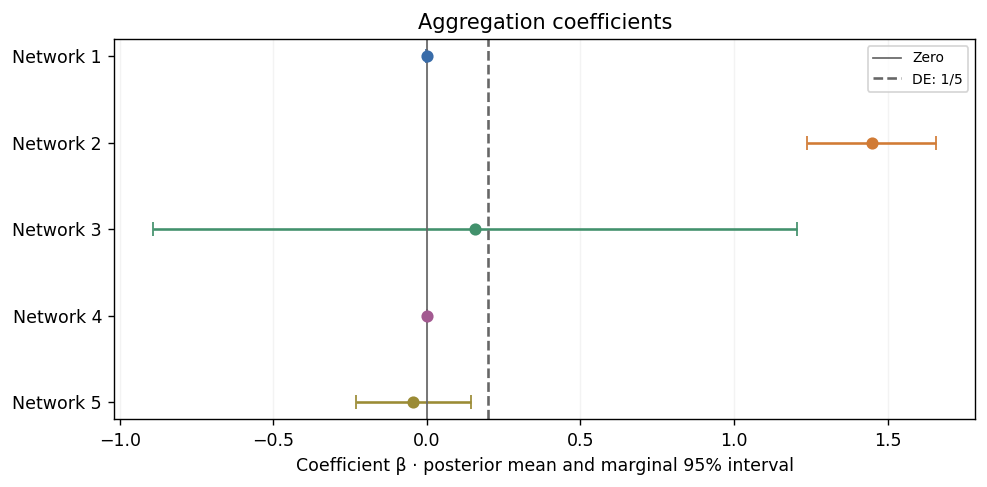 Aggregation coefficients
Zero
DE: 1/5
Network 1
Network 2
Network 3
Network 4
Network 5
−1.0 −0.5 0.0 0.5 1.0 1.5
Coefficient β · posterior mean and marginal 95% interval